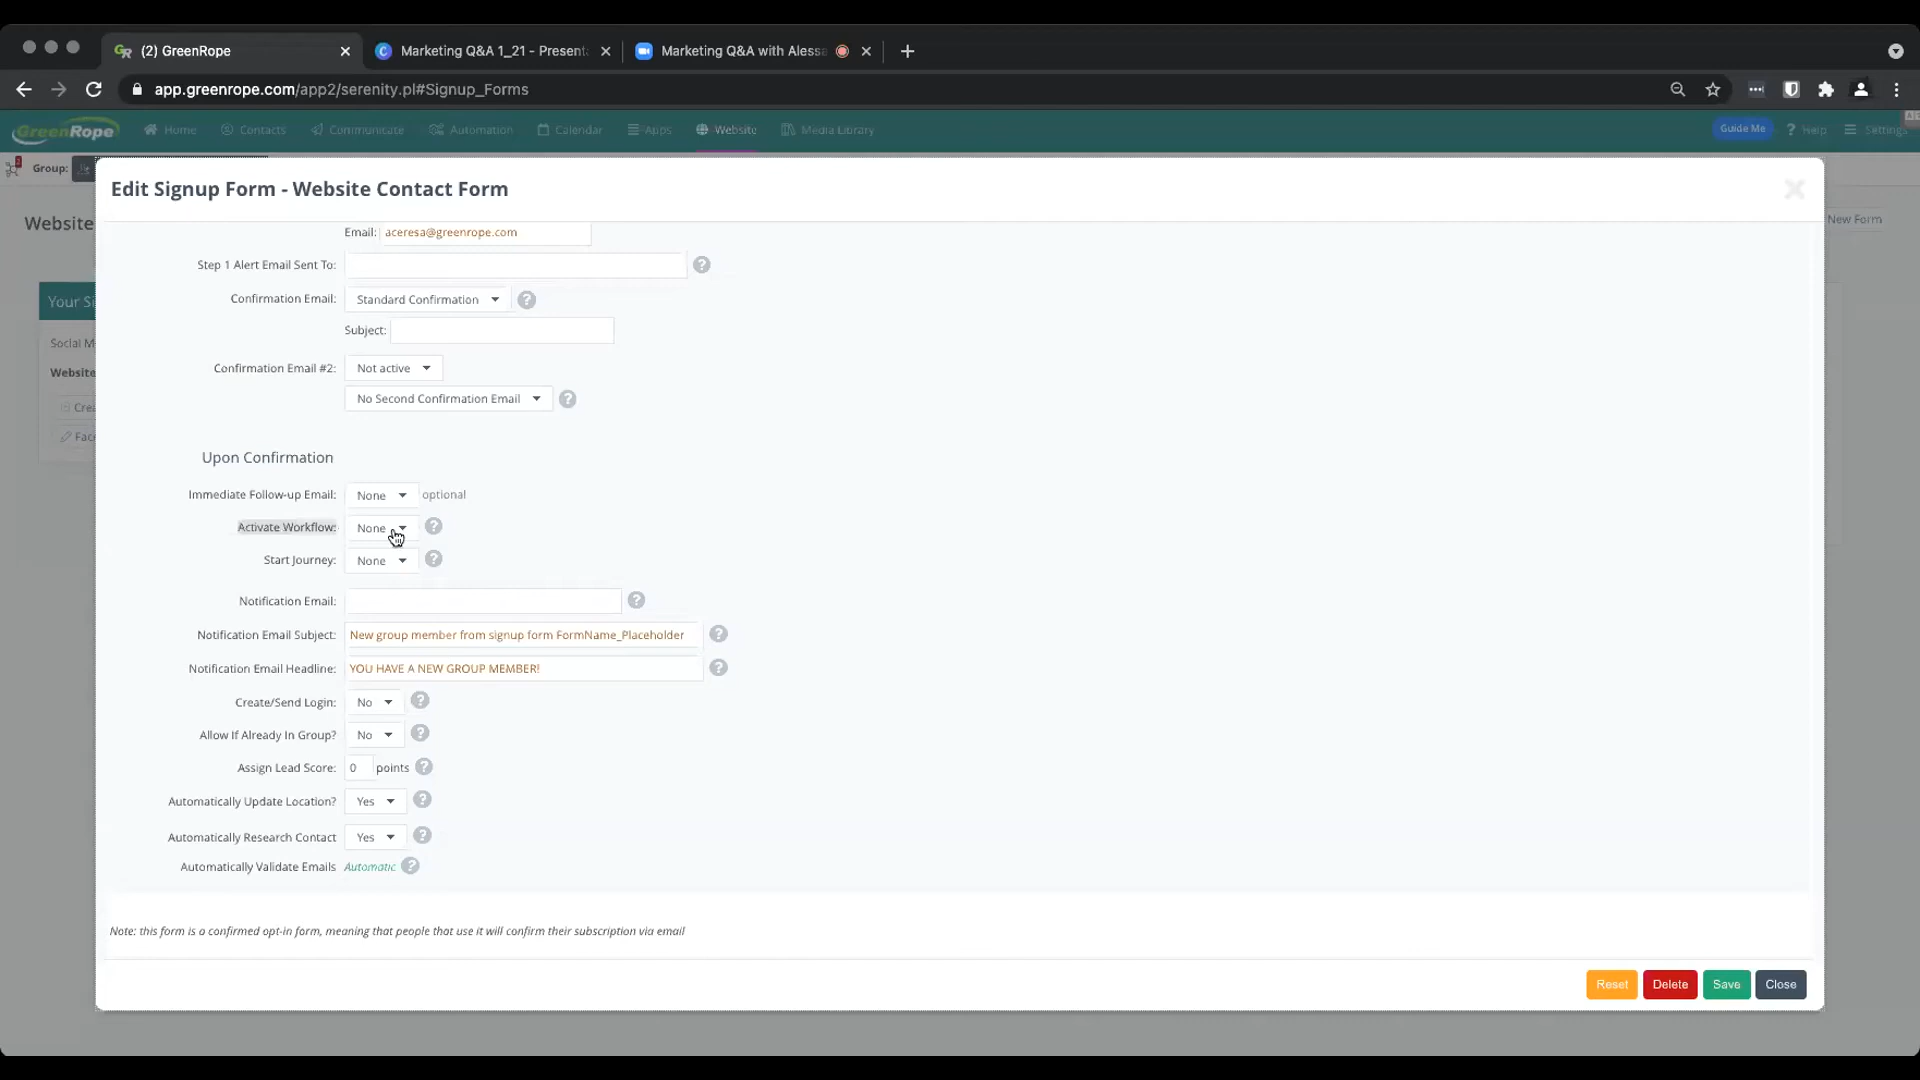 (2) GreenRope
Marketing Q&A 1_21 - Present
Marketing Q&A with Alessa
app.greenrope.com/app2/serenity.pl#Signup_Forms
GreenRope
Home
Contacts
Communicate
Automation
Calendar
Apps
Website
Media Library
Guide Me
Help
Settings
Group:
Website
New Form
Your Si
Social M
Website
Crea
Face
Edit Signup Form - Website Contact Form
Email: aceresa@greenrope.com
Step 1 Alert Email Sent To:
Confirmation Email: Standard Confirmation
Subject:
Confirmation Email #2: Not active
No Second Confirmation Email
Upon Confirmation
Immediate Follow-up Email: None optional
Activate Workflow: None
Start Journey: None
Notification Email:
Notification Email Subject: New group member from signup form FormName_Placeholder
Notification Email Headline: YOU HAVE A NEW GROUP MEMBER!
Create/Send Login: No
Allow If Already In Group? No
Assign Lead Score: 0 points
Automatically Update Location? Yes
Automatically Research Contact Yes
Automatically Validate Emails Automatic
Note: this form is a confirmed opt-in form, meaning that people that use it will confirm their subscription via email
Reset
Delete
Save
Close